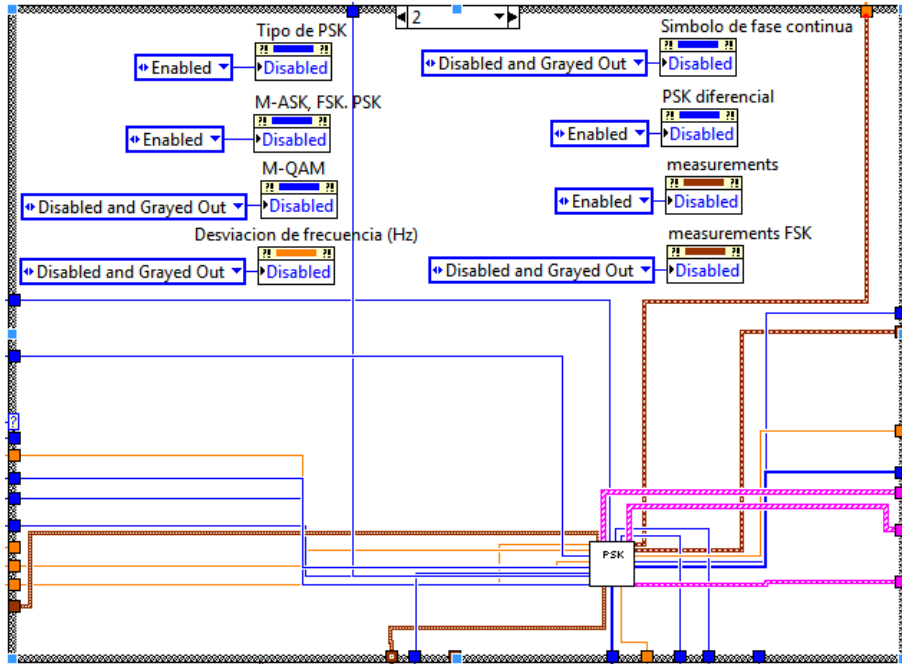 2
Tipo de PSK
Enabled
?! ?!
Disabled
M-ASK, FSK. PSK
Enabled
?! ?!
Disabled
M-QAM
Disabled and Grayed Out
?! ?!
Disabled
Desviacion de frecuencia (Hz)
Disabled and Grayed Out
?! ?!
Disabled
Simbolo de fase continua
Disabled and Grayed Out
?! ?!
Disabled
PSK diferencial
Enabled
?! ?!
Disabled
measurements
Enabled
?! ?!
Disabled
measurements FSK
Disabled and Grayed Out
?! ?!
Disabled
?
PSK